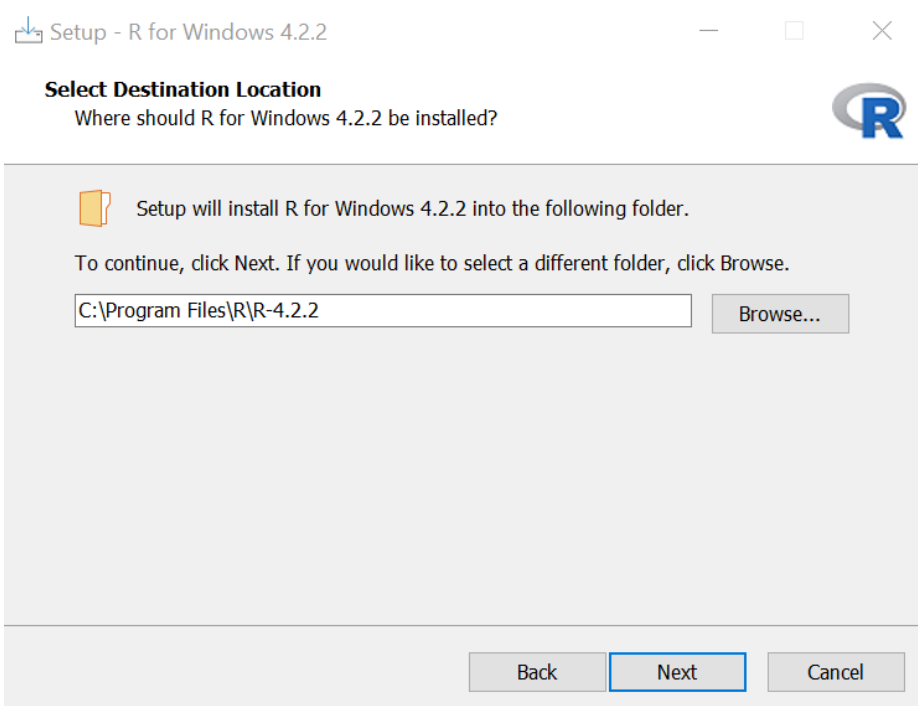 Setup - R for Windows 4.2.2
Select Destination Location
Where should R for Windows 4.2.2 be installed?
R
Setup will install R for Windows 4.2.2 into the following folder.
To continue, click Next. If you would like to select a different folder, click Browse.
C:\Program Files\R\R-4.2.2
Browse...
Back
Next
Cancel